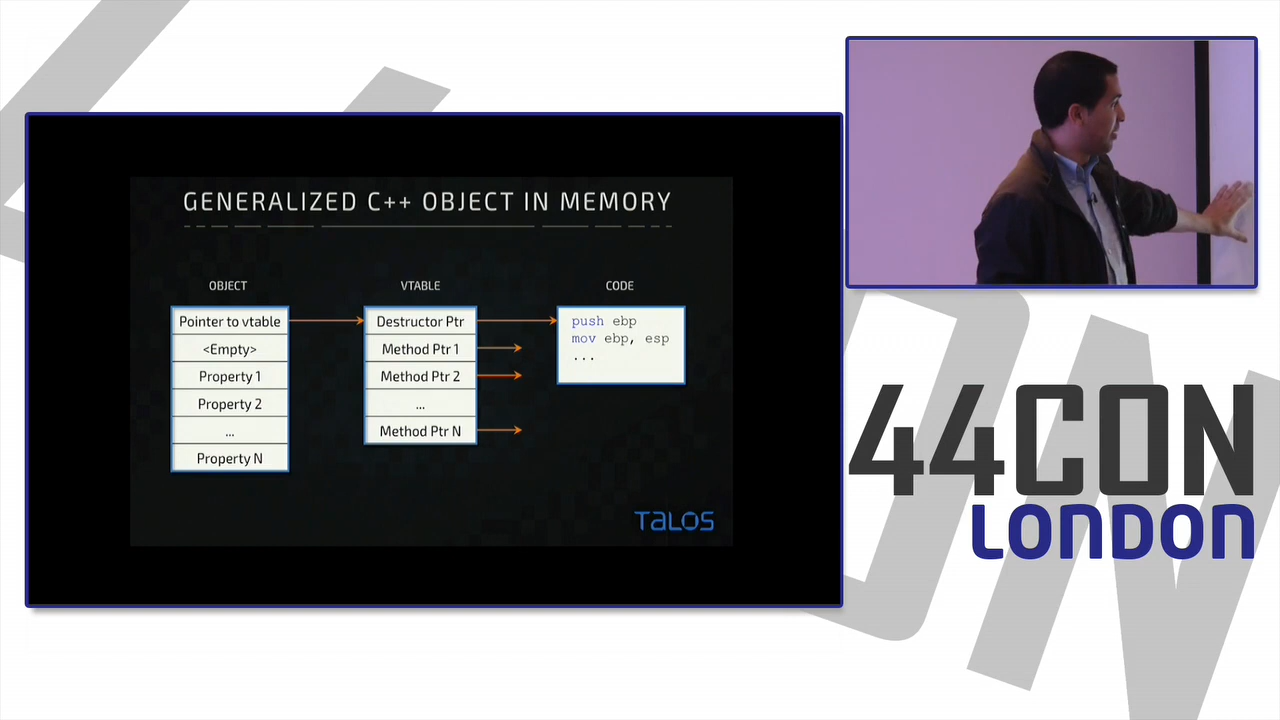 GENERALIZED C++ OBJECT IN MEMORY
OBJECT
Pointer to vtable
<Empty>
Property 1
Property 2
...
Property N
VTABLE
Destructor Ptr
Method Ptr 1
Method Ptr 2
...
Method Ptr N
CODE
push ebp
mov ebp, esp
...
TALOS
44CON
LONDON